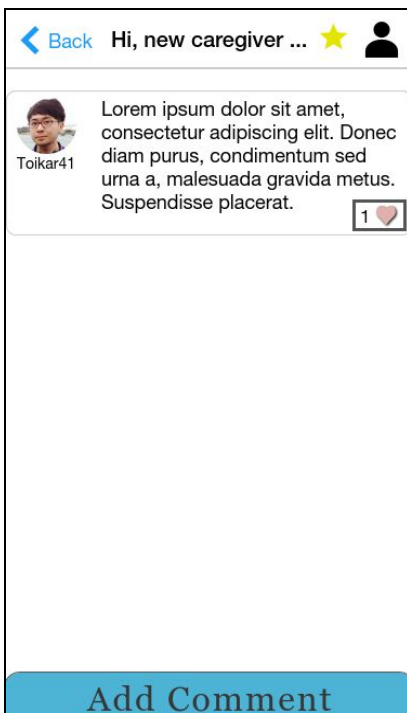 Back Hi, new caregiver ...
Lorem ipsum dolor sit amet,
consectetur adipiscing elit. Donec
diam purus, condimentum sed
urna a, malesuada gravida metus.
Suspendisse placerat.
Toikar41
1
Add Comment